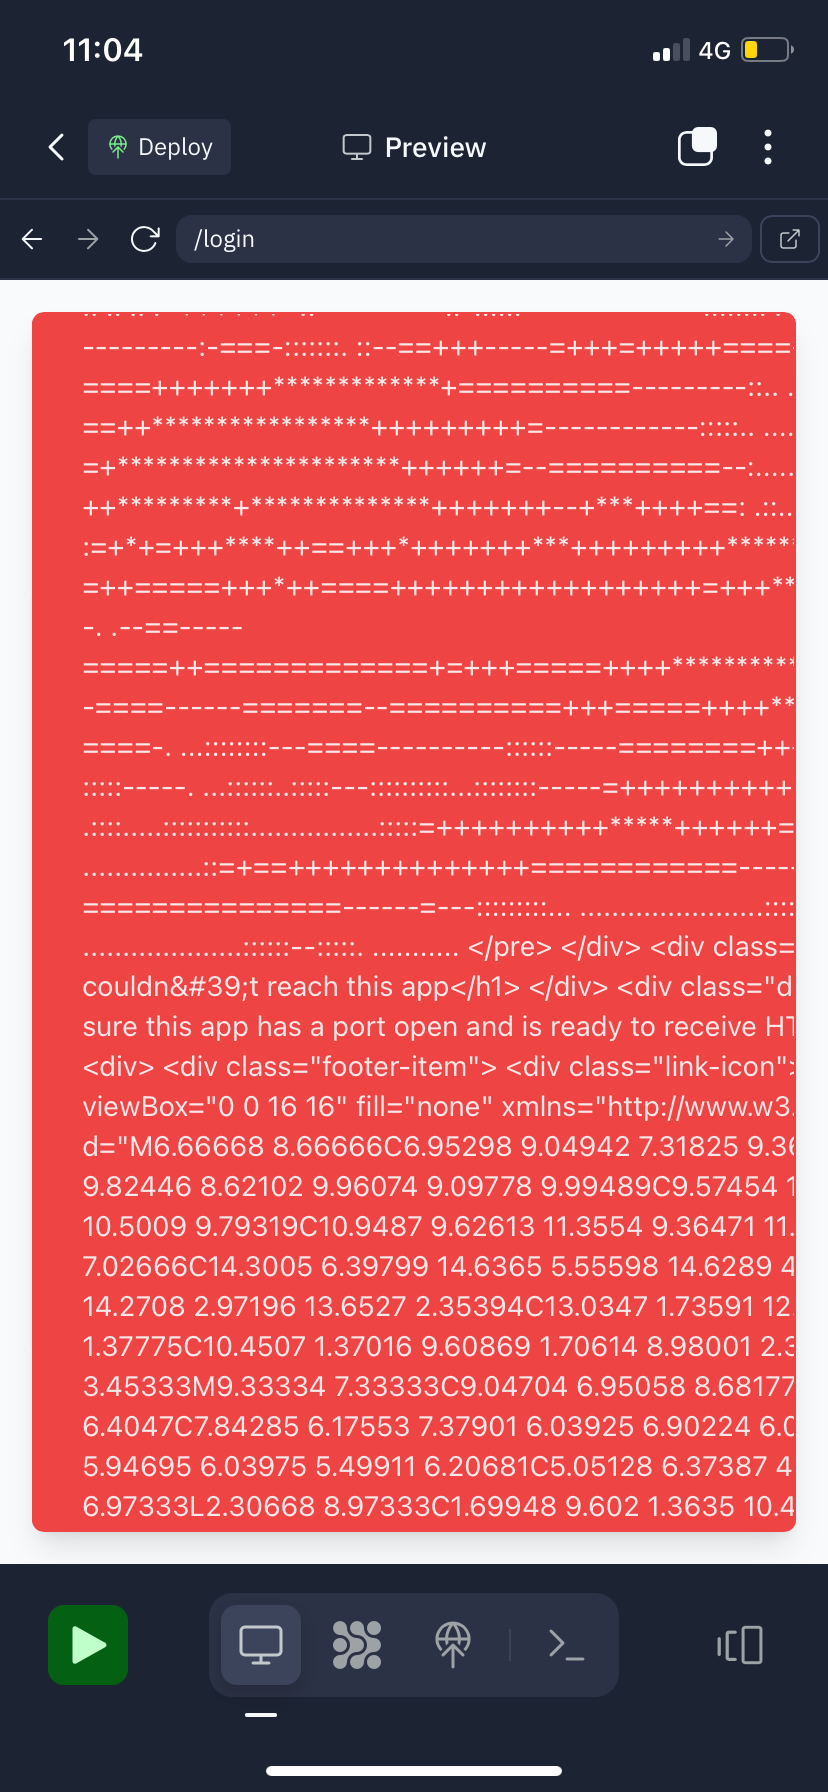 11:04
4G
Deploy
Preview
/login
---------:-===-:::::::. ::--==+++-----=+++=+++++====-
====+++++++*************+==========---------::.. .
==++*****************+++++++++=------------:::::.. ....
=+**********************++++++=--==========--:.....
++*********+**************+++++++--+***++++==: .::..
:=+*+=+++****++==+++*+++++++***+++++++++*****
=++=====+++*++====++++++++++++++++++=+++**
-. .--==-----
=====++=============+=+++=====++++**********
-====------=======--==========+++=====++++**
====-. ...::::::::---====----------::::::-----========++-
:::::-----. ...::::::..:::::---::::::::::...::::::::-----=++++++++++
.::::.....:::::::::::................:::::=++++++++++*****++++++=
...............::=+==++++++++++++++============----
===============------=---:::::::::... .......................::::
....................::::::--:::::. ........... </pre> </div> <div class=
couldn&#39;t reach this app</h1> </div> <div class="d
sure this app has a port open and is ready to receive HT
<div> <div class="footer-item"> <div class="link-icon">
viewBox="0 0 16 16" fill="none" xmlns="http://www.w3.
d="M6.66668 8.66666C6.95298 9.04942 7.31825 9.36
9.82446 8.62102 9.96074 9.09778 9.99489C9.57454 1
10.5009 9.79319C10.9487 9.62613 11.3554 9.36471 11.
7.02666C14.3005 6.39799 14.6365 5.55598 14.6289 4
14.2708 2.97196 13.6527 2.35394C13.0347 1.73591 12.
1.37775C10.4507 1.37016 9.60869 1.70614 8.98001 2.3
3.45333M9.33334 7.33333C9.04704 6.95058 8.68177
6.4047C7.84285 6.17553 7.37901 6.03925 6.90224 6.0
5.94695 6.03975 5.49911 6.20681C5.05128 6.37387 4
6.97333L2.30668 8.97333C1.69948 9.602 1.3635 10.4